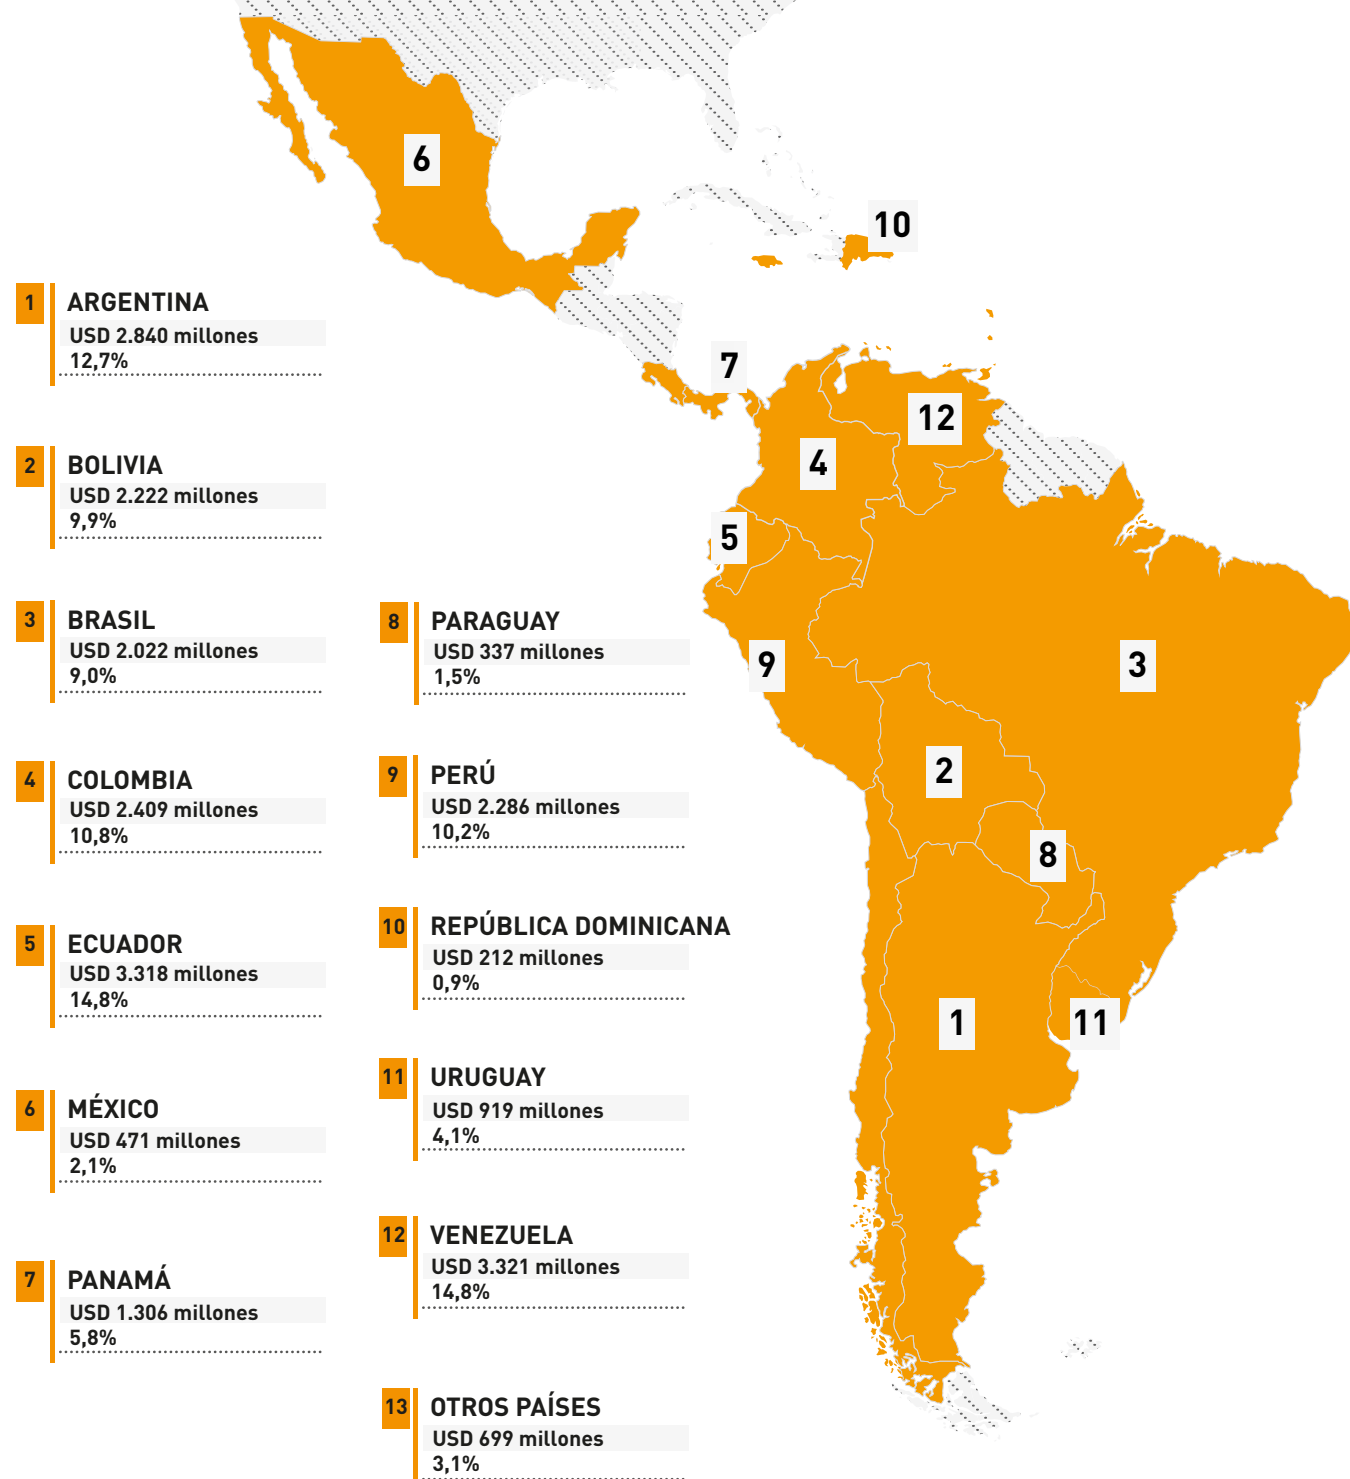 6
10
7
12
4
5
9
3
2
8
1
11
1
ARGENTINA
USD 2.840 millones
12,7%
2
BOLIVIA
USD 2.222 millones
9,9%
3
BRASIL
USD 2.022 millones
9,0%
4
COLOMBIA
USD 2.409 millones
10,8%
5
ECUADOR
USD 3.318 millones
14,8%
6
MÉXICO
USD 471 millones
2,1%
7
PANAMÁ
USD 1.306 millones
5,8%
8
PARAGUAY
USD 337 millones
1,5%
9
PERÚ
USD 2.286 millones
10,2%
10
REPÚBLICA DOMINICANA
USD 212 millones
0,9%
11
URUGUAY
USD 919 millones
4,1%
12
VENEZUELA
USD 3.321 millones
14,8%
13
OTROS PAÍSES
USD 699 millones
3,1%